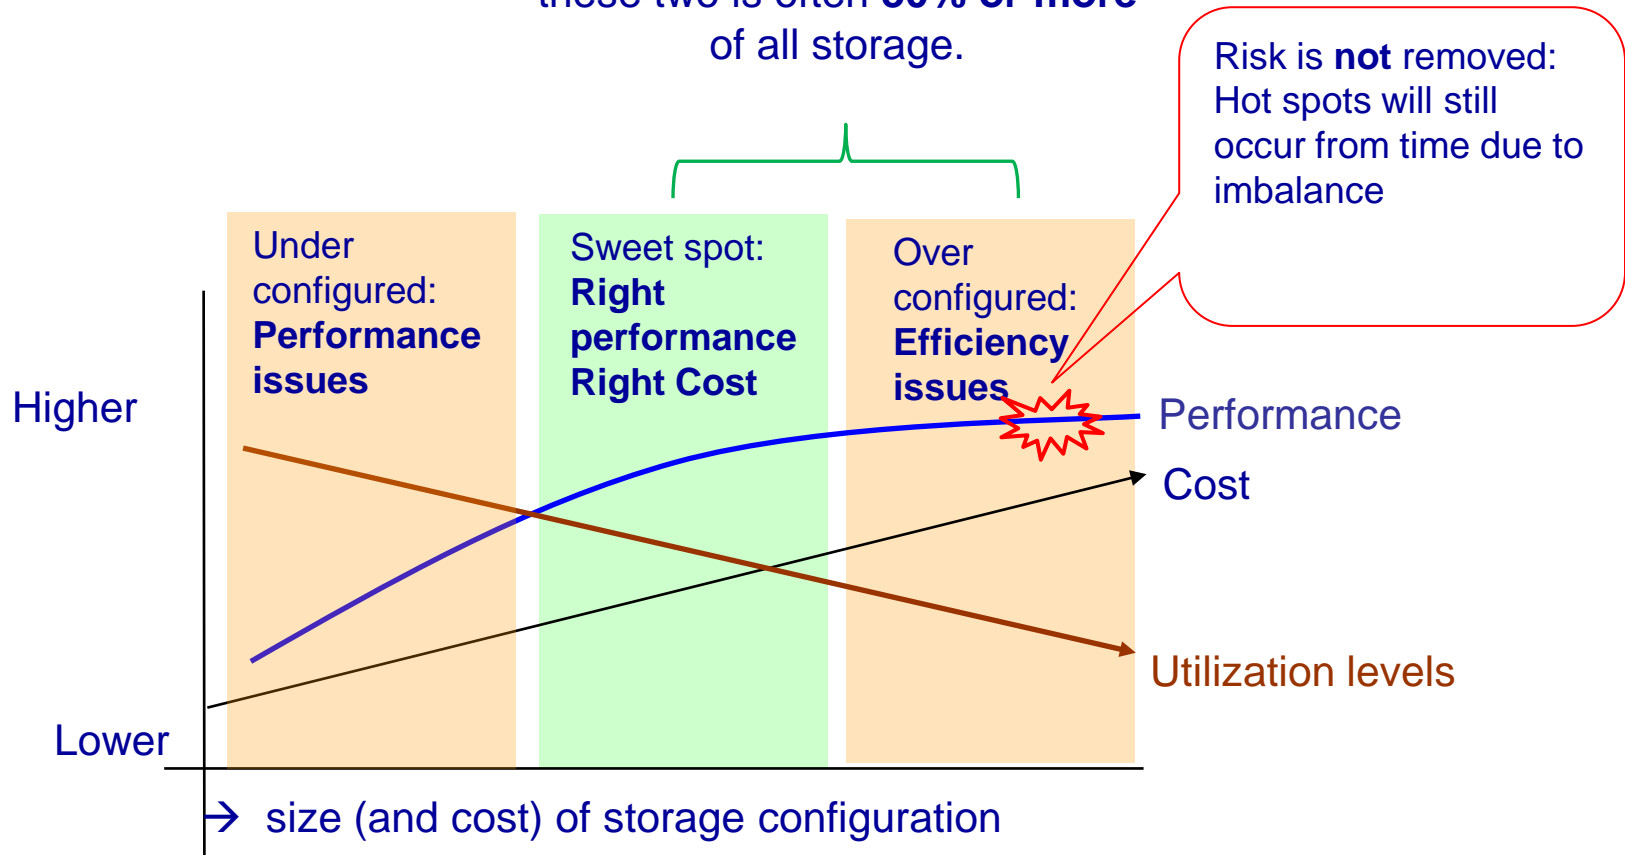 of all storage.
Risk is not removed:
Hot spots will still
occur from time due to
imbalance
Under
configured:
Performance
issues
Sweet spot:
Right
performance
Right Cost
Over
configured:
Efficiency
issues
Higher
Performance
Cost
Utilization levels
Lower
→ size (and cost) of storage configuration